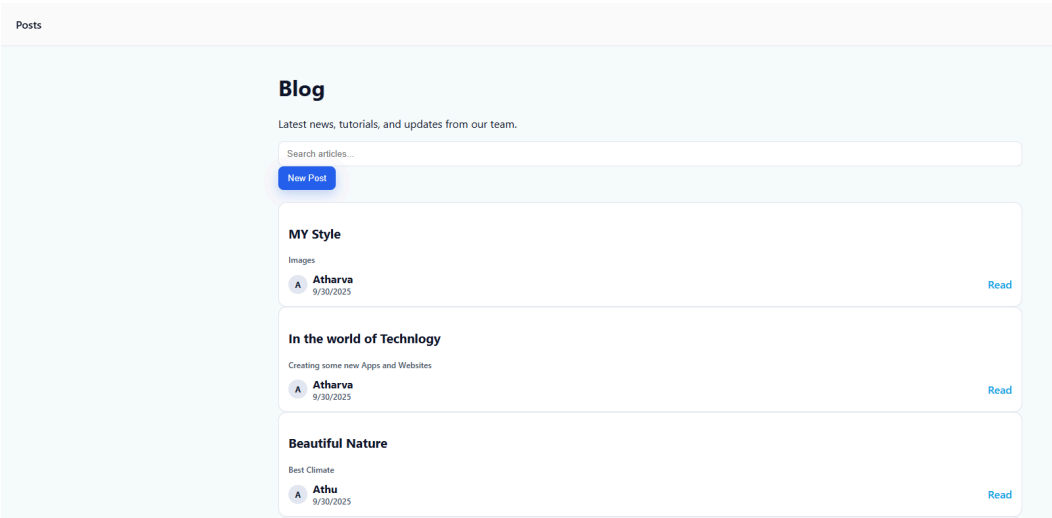 Posts
Blog
Latest news, tutorials, and updates from our team.
Search articles...
New Post
MY Style
Images
A Atharva
9/30/2025
Read
In the world of Technlogy
Creating some new Apps and Websites
A Atharva
9/30/2025
Read
Beautiful Nature
Best Climate
A Athu
9/30/2025
Read